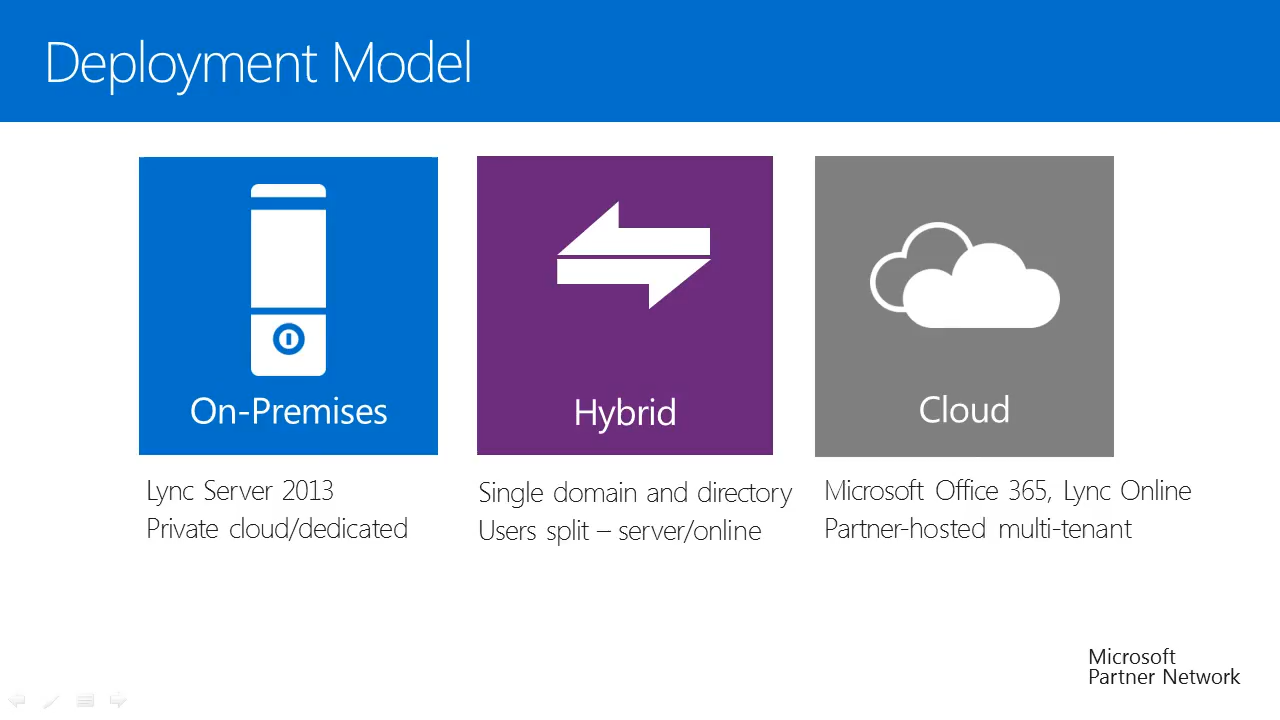 Deployment Model
On-Premises
Lync Server 2013
Private cloud/dedicated
Hybrid
Single domain and directory
Users split – server/online
Cloud
Microsoft Office 365, Lync Online
Partner-hosted multi-tenant
Microsoft
Partner Network